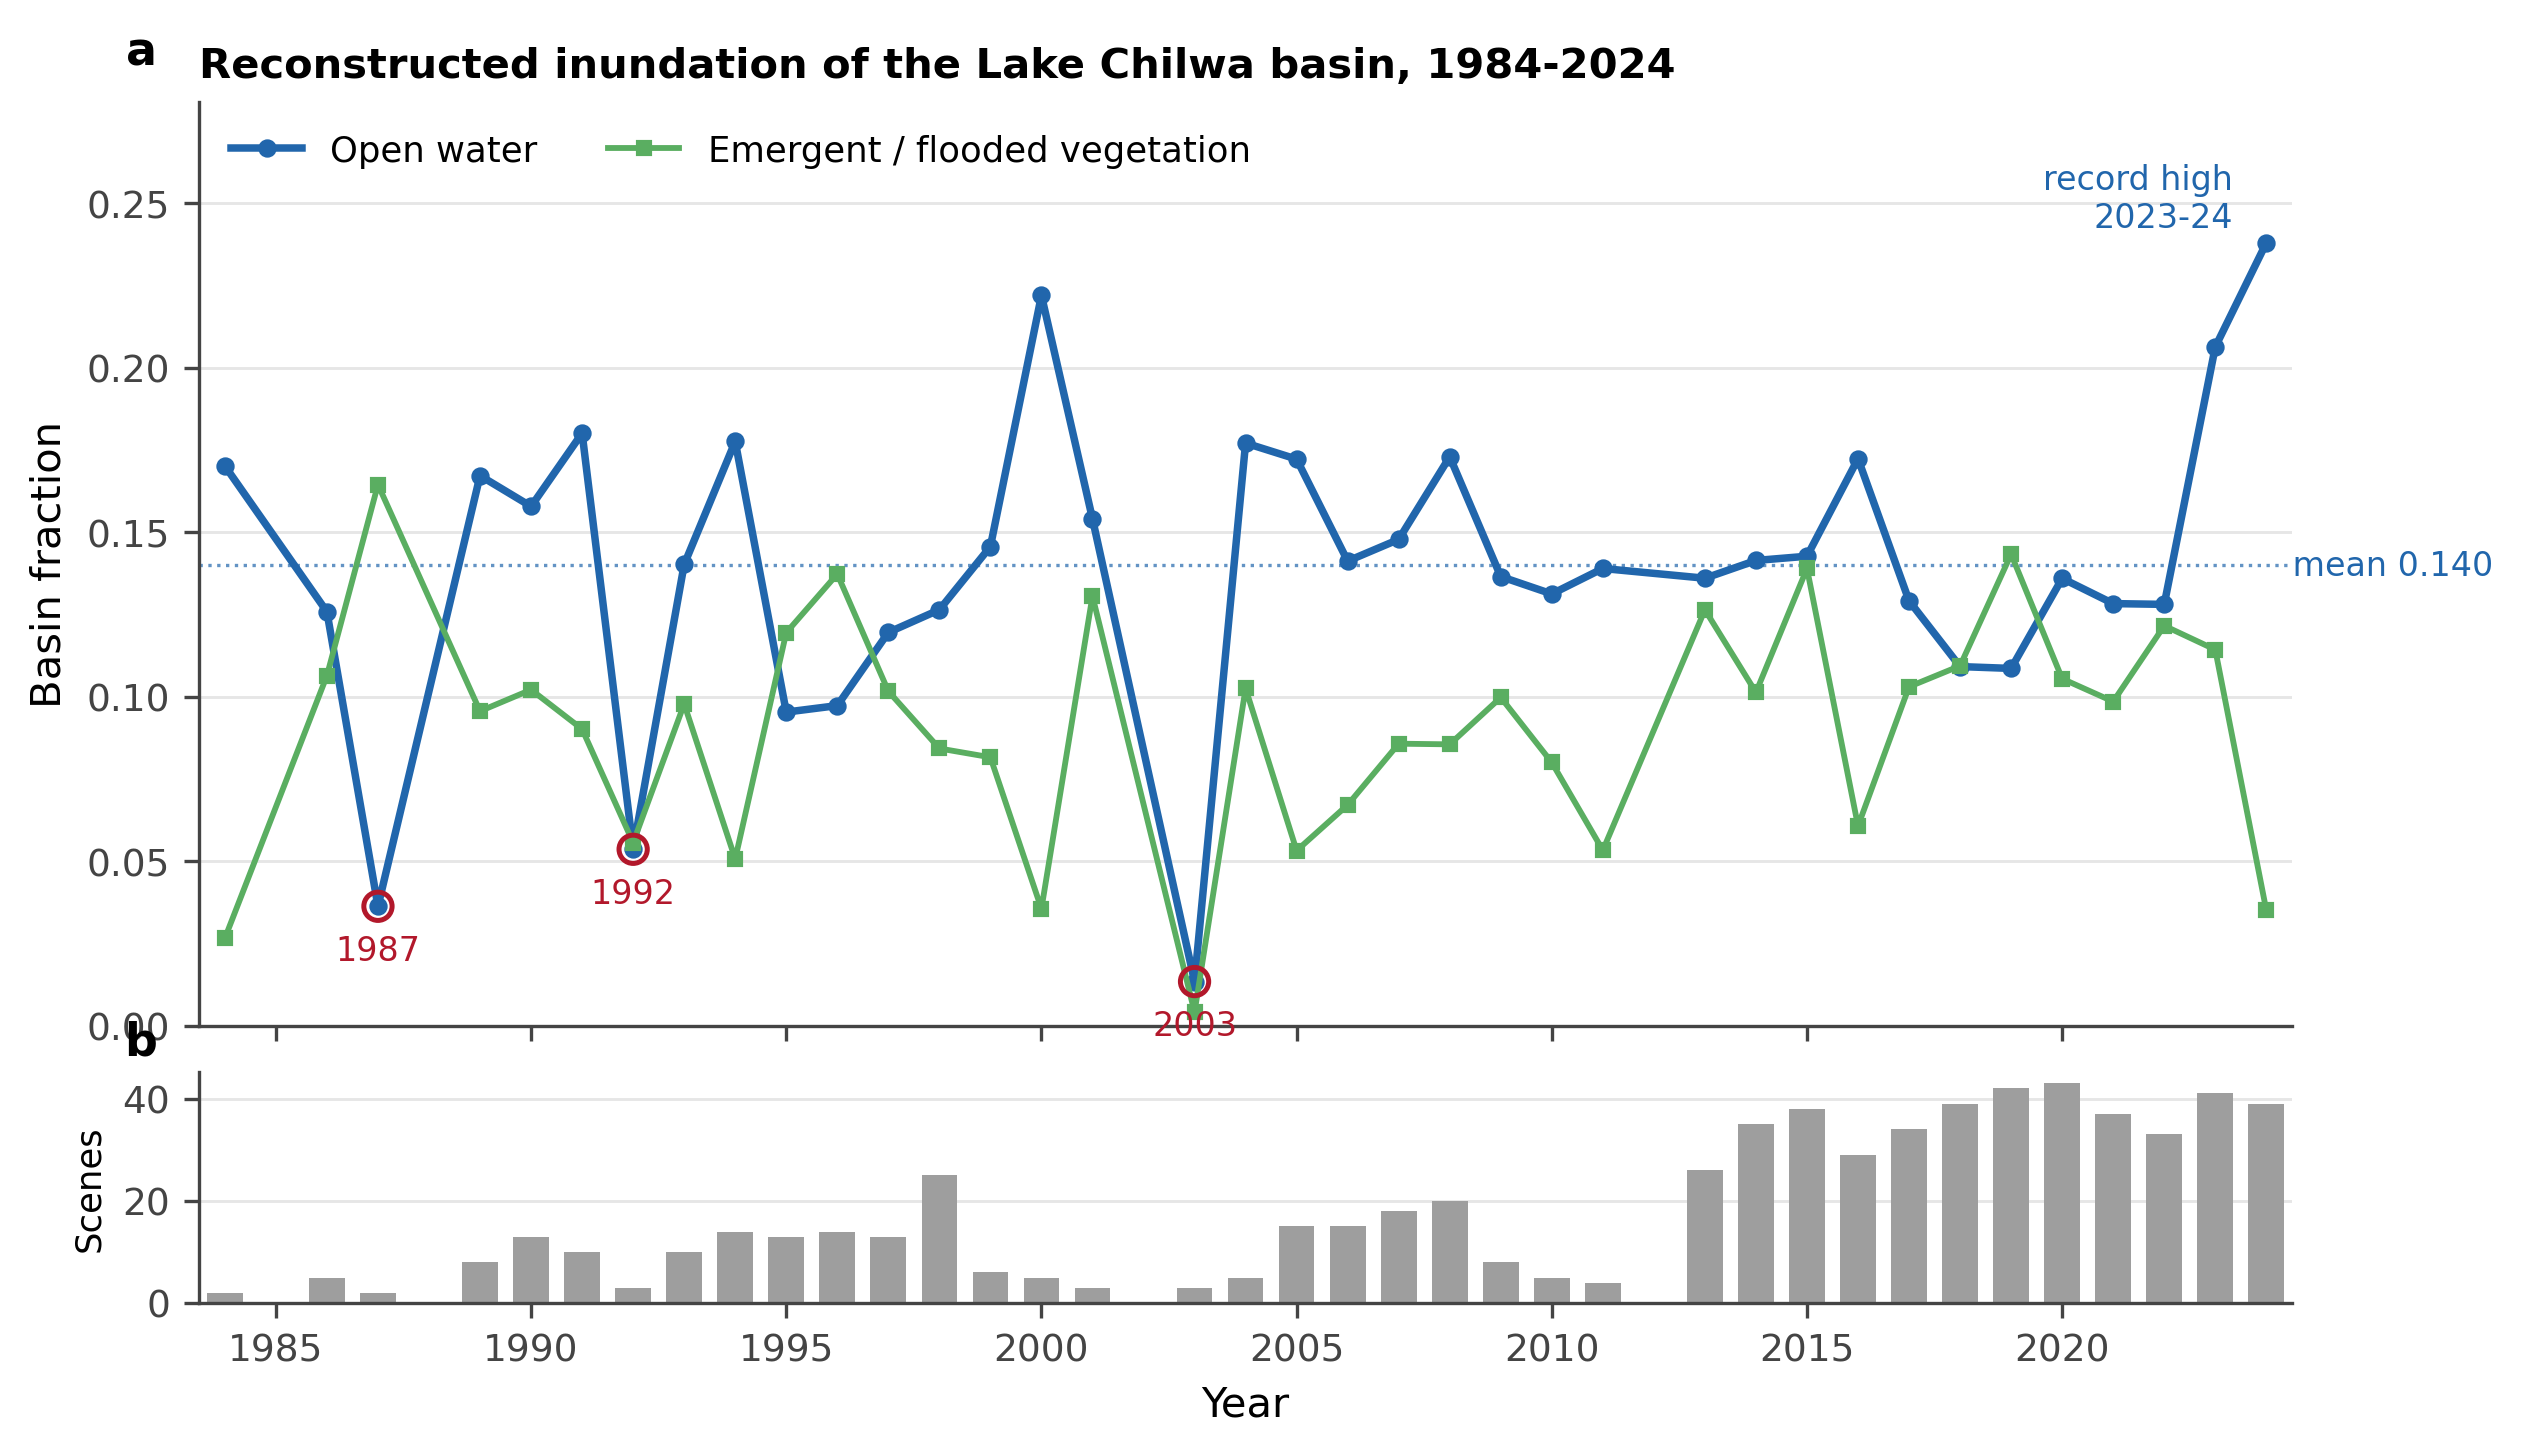 a
Reconstructed inundation of the Lake Chilwa basin, 1984-2024
Open water
Emergent / flooded vegetation
record high
2023-24
0.25
0.20
0.15
0.10
0.05
0.00
Basin fraction
mean 0.140
1987
1992
2003
b
40
20
0
Scenes
1985
1990
1995
2000
2005
2010
2015
2020
Year